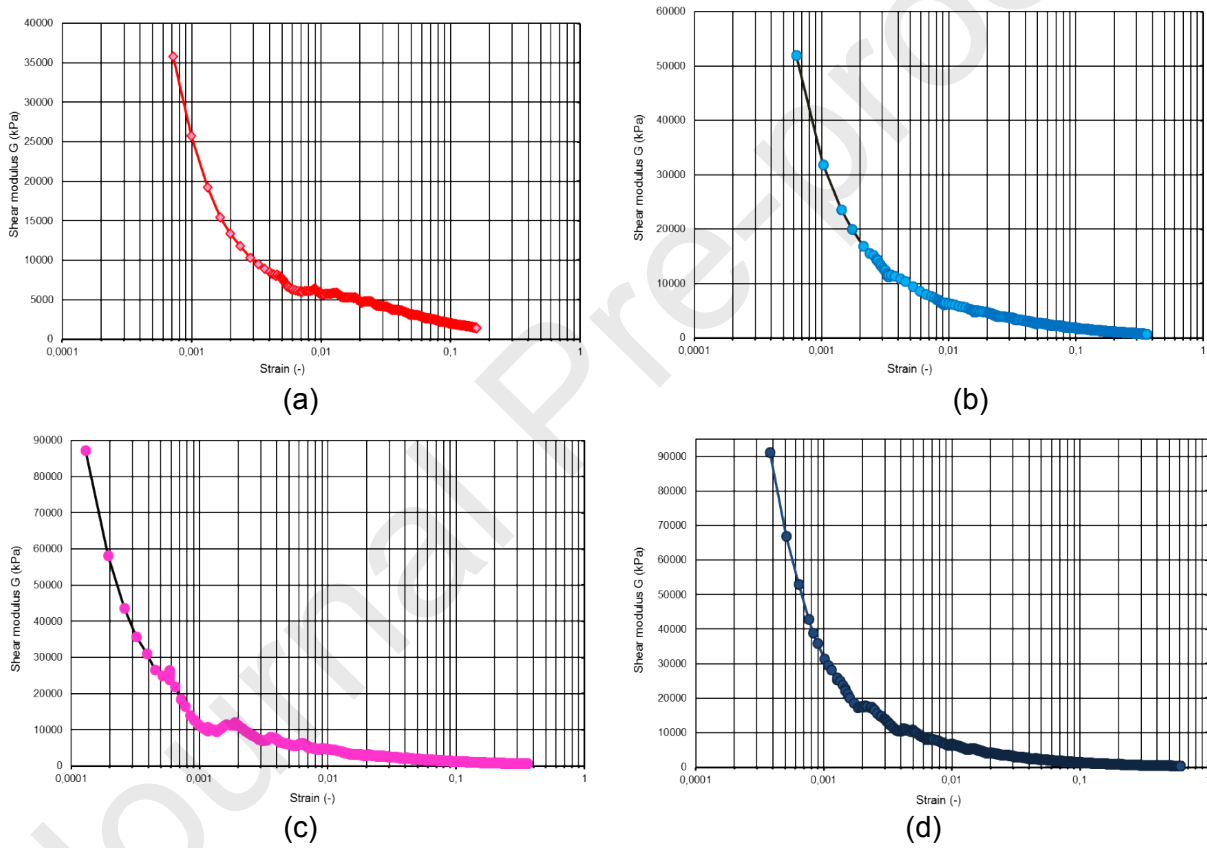 40000
35000
30000
25000
20000
15000
10000
5000
0
Shear modulus G (kPa)
0,0001 0,001 0,01 0,1 1
Strain (-)
(a)
60000
50000
40000
30000
20000
10000
0
Shear modulus G (kPa)
0,0001 0,001 0,01 0,1 1
Strain (-)
(b)
90000
80000
70000
60000
50000
40000
30000
20000
10000
0
Shear modulus G (kPa)
0,0001 0,001 0,01 0,1 1
Strain (-)
(c)
90000
80000
70000
60000
50000
40000
30000
20000
10000
0
Shear modulus G (kPa)
0,0001 0,001 0,01 0,1 1
Strain (-)
(d)
Journal Pre-proo